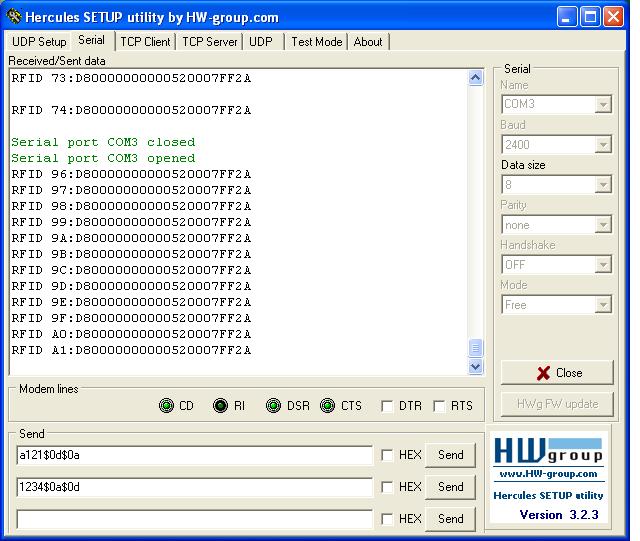 Hercules SETUP utility by HW-group.com
UDP Setup Serial TCP Client TCP Server UDP Test Mode About
Received/Sent data
RFID 73:D80000000000520007FF2A
RFID 74:D80000000000520007FF2A
Serial port COM3 closed
Serial port COM3 opened
RFID 96:D80000000000520007FF2A
RFID 97:D80000000000520007FF2A
RFID 98:D80000000000520007FF2A
RFID 99:D80000000000520007FF2A
RFID 9A:D80000000000520007FF2A
RFID 9B:D80000000000520007FF2A
RFID 9C:D80000000000520007FF2A
RFID 9D:D80000000000520007FF2A
RFID 9E:D80000000000520007FF2A
RFID 9F:D80000000000520007FF2A
RFID A0:D80000000000520007FF2A
RFID A1:D80000000000520007FF2A
Serial
Name
COM3
Baud
2400
Data size
8
Parity
none
Handshake
OFF
Mode
Free
Close
HWg FW update
Modem lines
CD RI DSR CTS DTR RTS
Send
a121$0d$0a HEX Send
1234$0a$0d HEX Send
HEX Send
HW group
www.HW-group.com
Hercules SETUP utility
Version 3.2.3